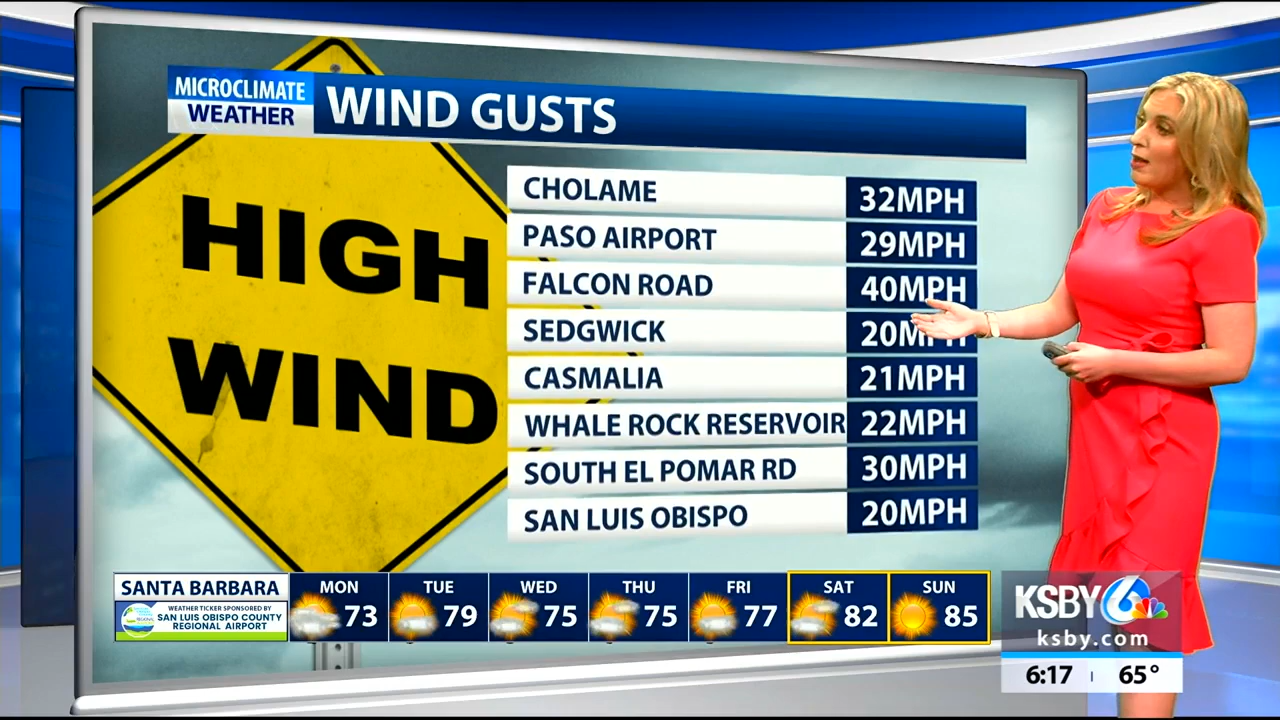 MICROCLIMATE
WEATHER
WIND GUSTS
HIGH
WIND
CHOLAME 32MPH
PASO AIRPORT 29MPH
FALCON ROAD 40MPH
SEDGWICK 20MPH
CASMALIA 21MPH
WHALE ROCK RESERVOIR 22MPH
SOUTH EL POMAR RD 30MPH
SAN LUIS OBISPO 20MPH
SANTA BARBARA
WEATHER TICKER SPONSORED BY
SAN LUIS OBISPO COUNTY
REGIONAL AIRPORT
MON TUE WED THU FRI SAT SUN
73 79 75 75 77 82 85
KSBY 6
ksby.com
6:17 65°